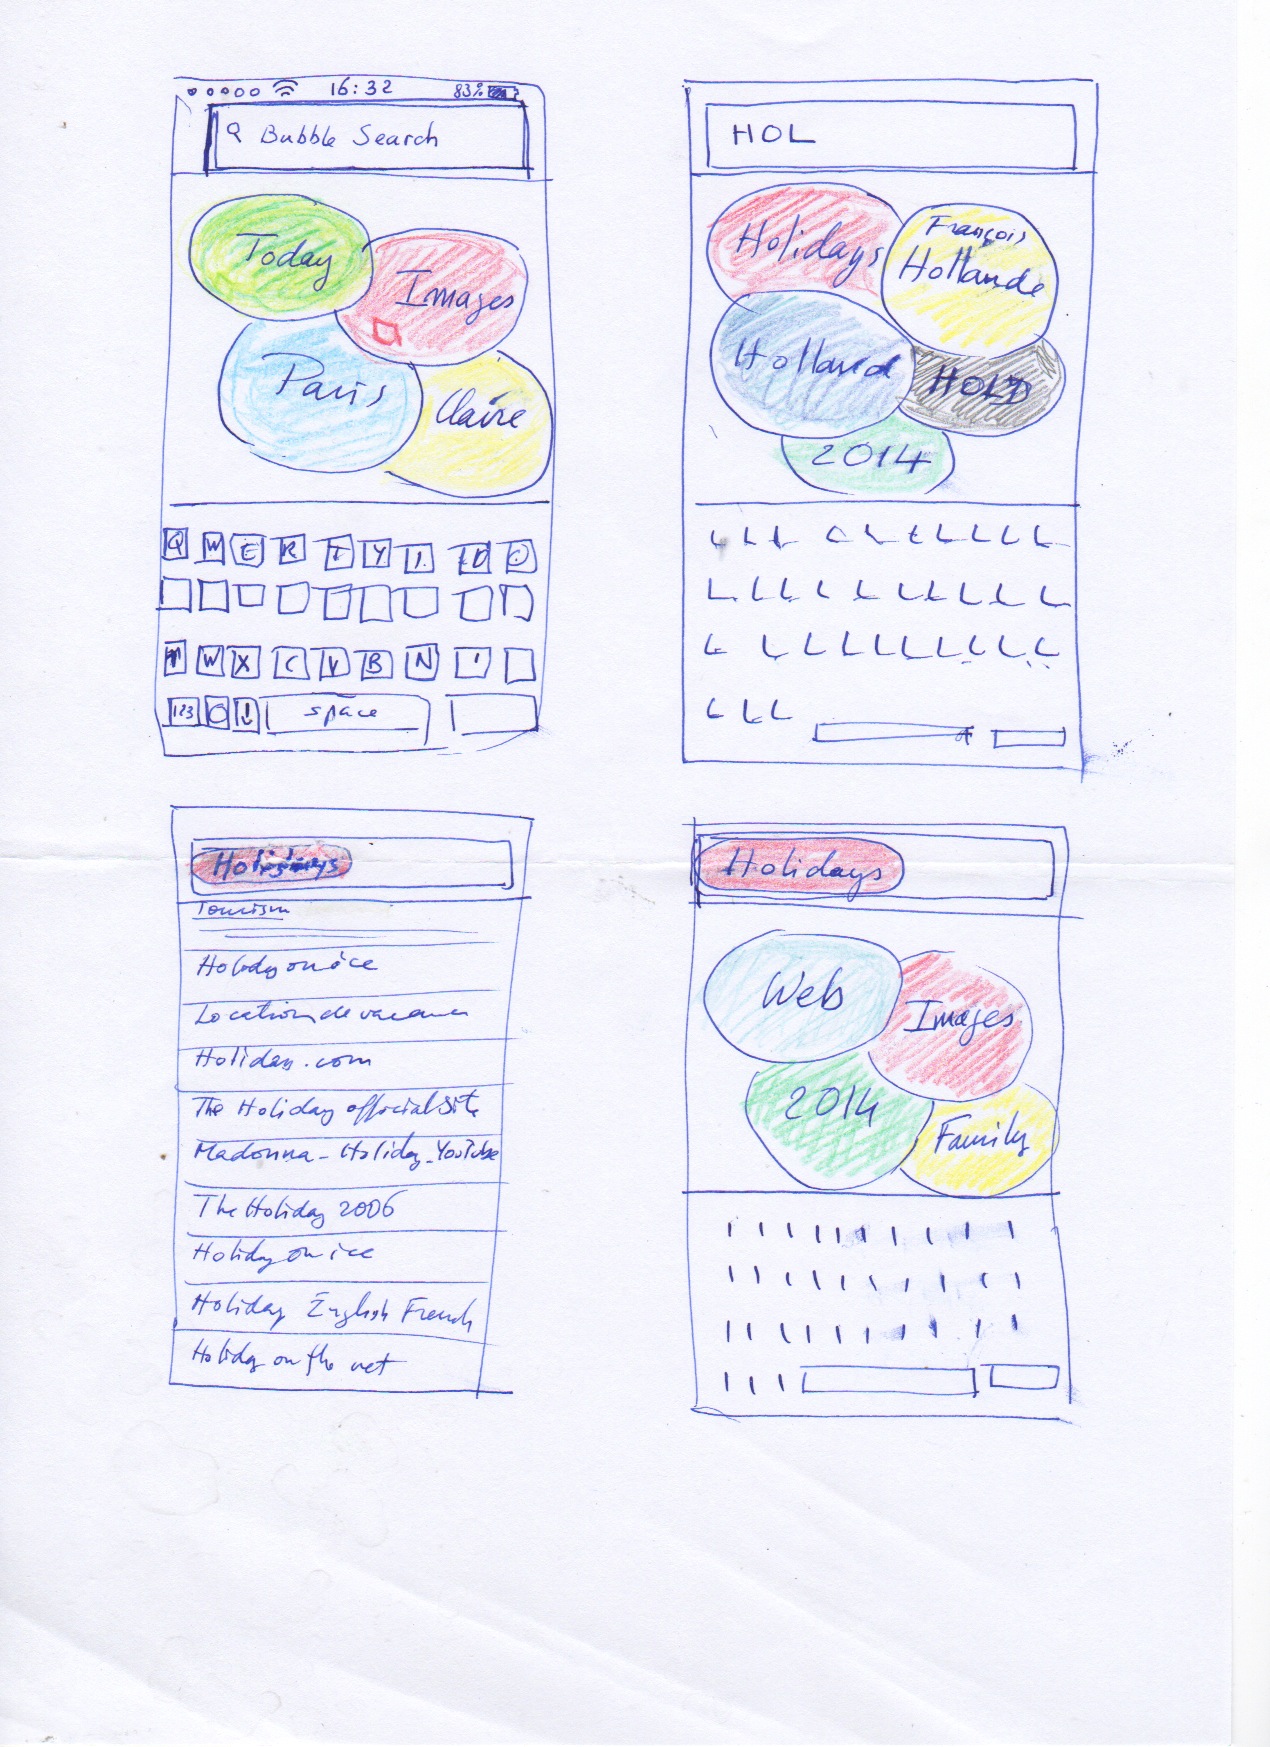 16:32 83%
Bubble Search
Today
Images
Paris
Claire
Q W E R T Y
W X C V B N '
123 space
HOL
Holidays
François
Hollande
Holland
HOLD
2014
Holidays
Tourism
Holiday on ice
Location de vacances
Holiday.com
The Holiday official site
Madonna - Holiday - YouTube
The Holiday 2006
Holiday on ice
Holiday English French
Holiday on the net
Holidays
Web
Images
2014
Family